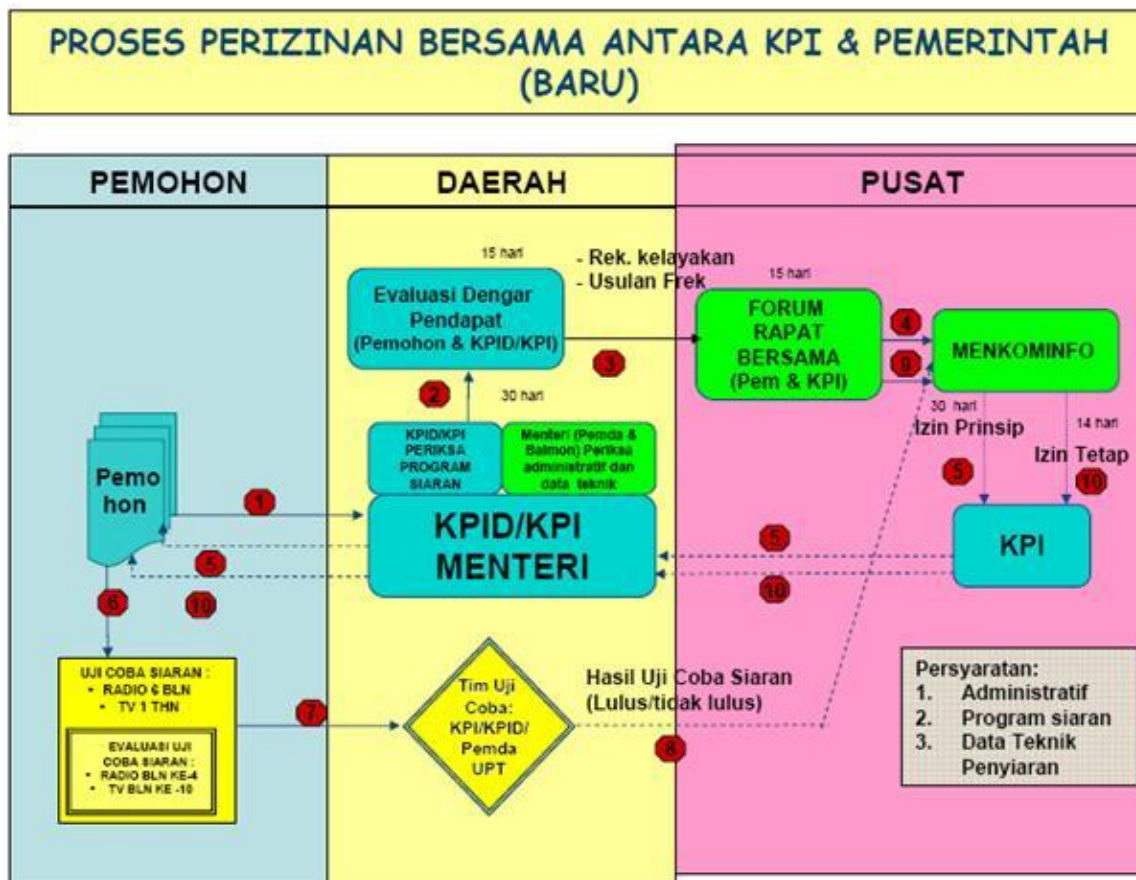 PROSES PERIZINAN BERSAMA ANTARA KPI & PEMERINTAH
(BARU)
PEMOHON
DAERAH
PUSAT
15 hari
- Rek. kelayakan
- Usulan Frek
15 hari
Evaluasi Dengar
Pendapat
(Pemohon & KPID/KPI)
FORUM
RAPAT
BERSAMA
(Pem & KPI)
4
9
MENKOMINFO
3
2
30 hari
30 hari
Izin Prinsip
14 hari
Izin Tetap
5
10
KPID/KPI
PERIKSA
PROGRAM
SIARAN
Menteri (Pemda &
Balmon) Periksa
administratif dan
data teknik
Pemo
hon
1
KPID/KPI
MENTERI
KPI
5
10
5
10
6
UJI COBA SIARAN :
• RADIO 6 BLN
• TV 1 THN
EVALUASI UJI
COBA SIARAN :
• RADIO BLN KE-4
• TV BLN KE -10
7
Tim Uji
Coba:
KPI/KPID/
Pemda
UPT
Hasil Uji Coba Siaran
(Lulus/tidak lulus)
8
Persyaratan:
1. Administratif
2. Program siaran
3. Data Teknik
Penyiaran